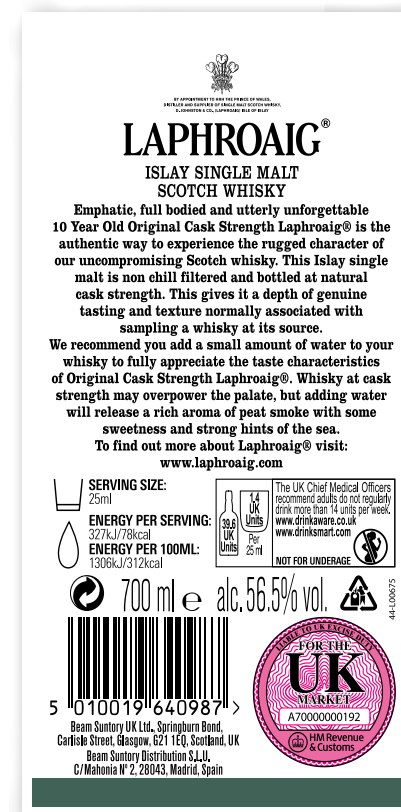 BY APPOINTMENT TO HRH THE PRINCE OF WALES,
DISTILLER AND SUPPLIER OF SINGLE MALT SCOTCH WHISKY,
D. JOHNSTON & CO., (LAPHROAIG) ISLE OF ISLAY
LAPHROAIG®
ISLAY SINGLE MALT
SCOTCH WHISKY
Emphatic, full bodied and utterly unforgettable
10 Year Old Original Cask Strength Laphroaig® is the
authentic way to experience the rugged character of
our uncompromising Scotch whisky. This Islay single
malt is non chill filtered and bottled at natural
cask strength. This gives it a depth of genuine
tasting and texture normally associated with
sampling a whisky at its source.
We recommend you add a small amount of water to your
whisky to fully appreciate the taste characteristics
of Original Cask Strength Laphroaig®. Whisky at cask
strength may overpower the palate, but adding water
will release a rich aroma of peat smoke with some
sweetness and strong hints of the sea.
To find out more about Laphroaig® visit:
www.laphroaig.com
SERVING SIZE:
25ml
ENERGY PER SERVING:
327kJ/78kcal
ENERGY PER 100ML:
1306kJ/312kcal
39.6
UK
Units
1.4
UK
Units
Per
25 ml
The UK Chief Medical Officers
recommend adults do not regularly
drink more than 14 units per week.
www.drinkaware.co.uk
www.drinksmart.com
NOT FOR UNDERAGE
700 ml e alc. 56.5% vol.
44-L00675
5 010019 640987 >
Beam Suntory UK Ltd., Springburn Bond,
Carlisle Street, Glasgow, G21 1EQ, Scotland, UK
Beam Suntory Distribution S.L.U,
C/Mahonia Nº 2, 28043, Madrid, Spain
LIABLE TO UK EXCISE DUTY
FOR THE
UK
MARKET
A70000000192
HM Revenue
& Customs